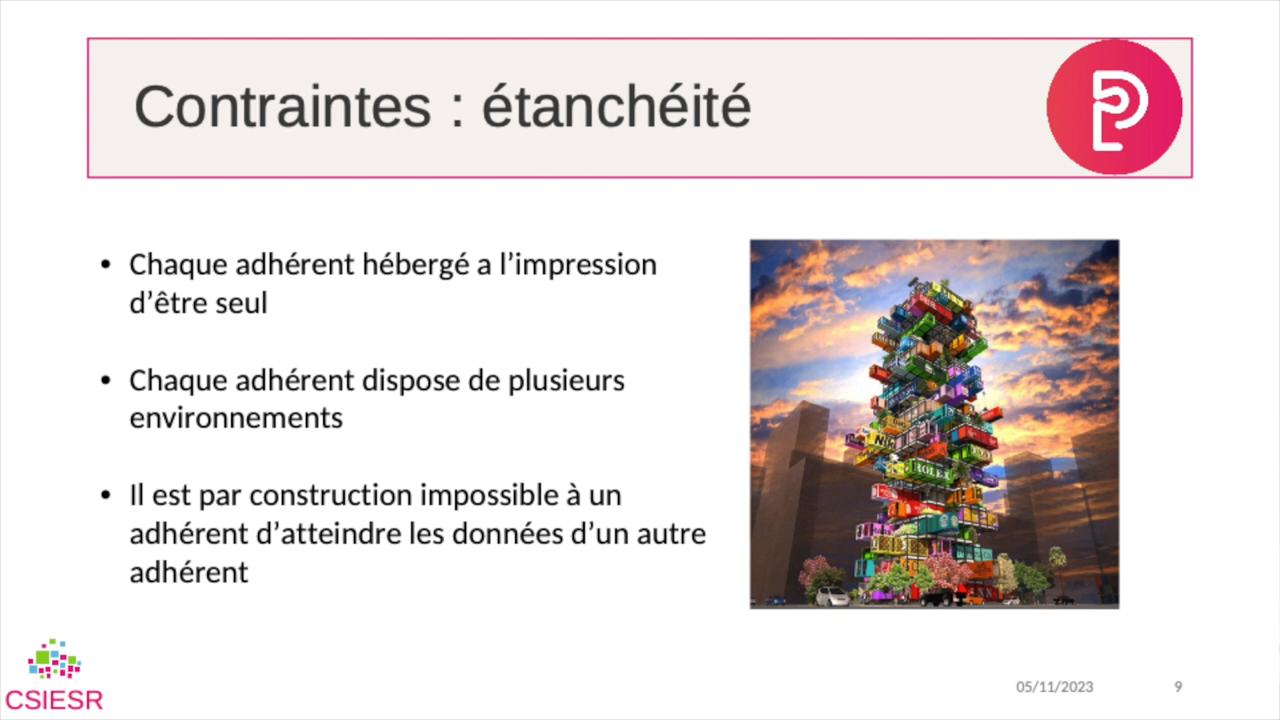 Contraintes : étanchéité
• Chaque adhérent hébergé a l’impression
d’être seul
• Chaque adhérent dispose de plusieurs
environnements
• Il est par construction impossible à un
adhérent d’atteindre les données d’un autre
adhérent
ROLEX
CSIESR
05/11/2023
9